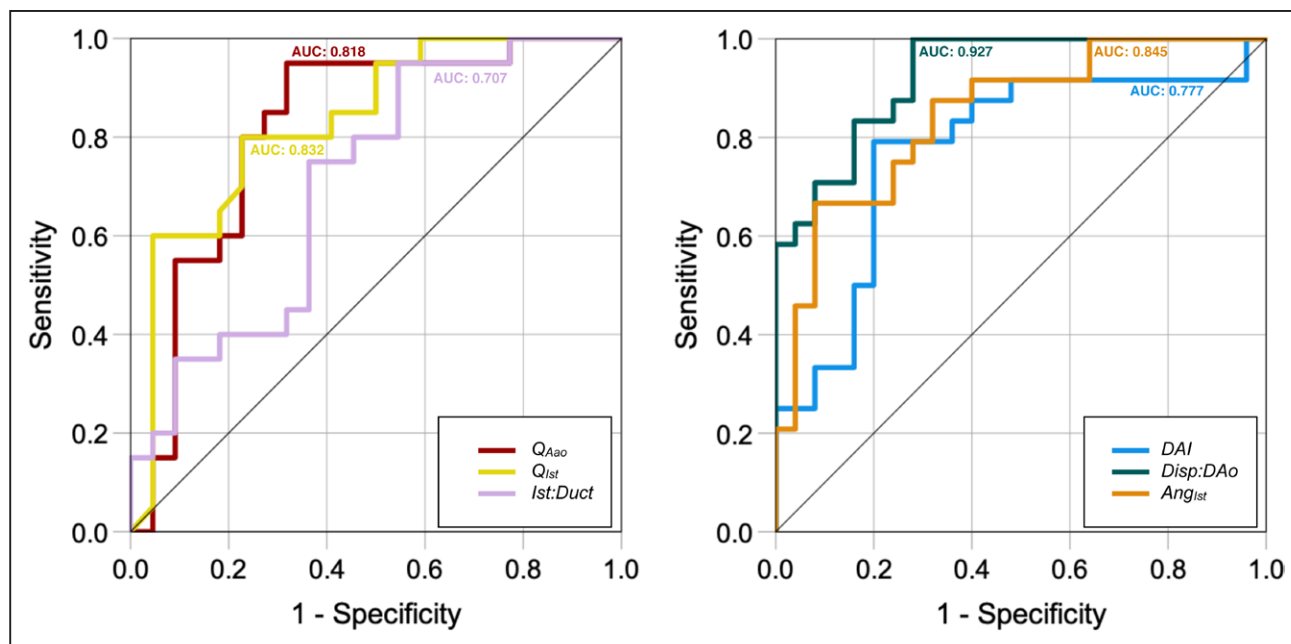 1.0
0.8
0.6
0.4
0.2
0.0
Sensitivity
AUC: 0.818
AUC: 0.707
AUC: 0.832
QAao
QIst
Ist:Duct
0.0 0.2 0.4 0.6 0.8 1.0
1 - Specificity
1.0
0.8
0.6
0.4
0.2
0.0
Sensitivity
AUC: 0.927
AUC: 0.845
AUC: 0.777
DAI
Disp:DAo
AngIst
0.0 0.2 0.4 0.6 0.8 1.0
1 - Specificity